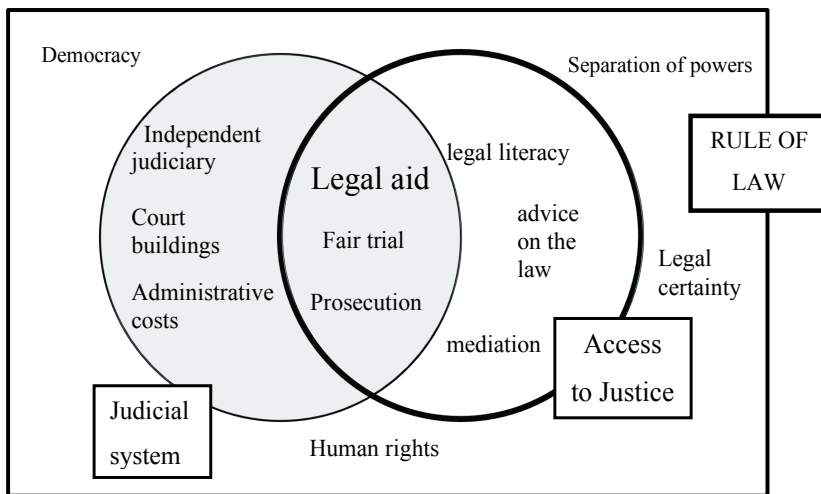 Democracy
Separation of powers
Independent
judiciary
legal literacy
RULE OF
LAW
Legal aid
Court
buildings
Fair trial
advice
on the
law
Legal
certainty
Administrative
costs
Prosecution
mediation
Access
to Justice
Judicial
system
Human rights